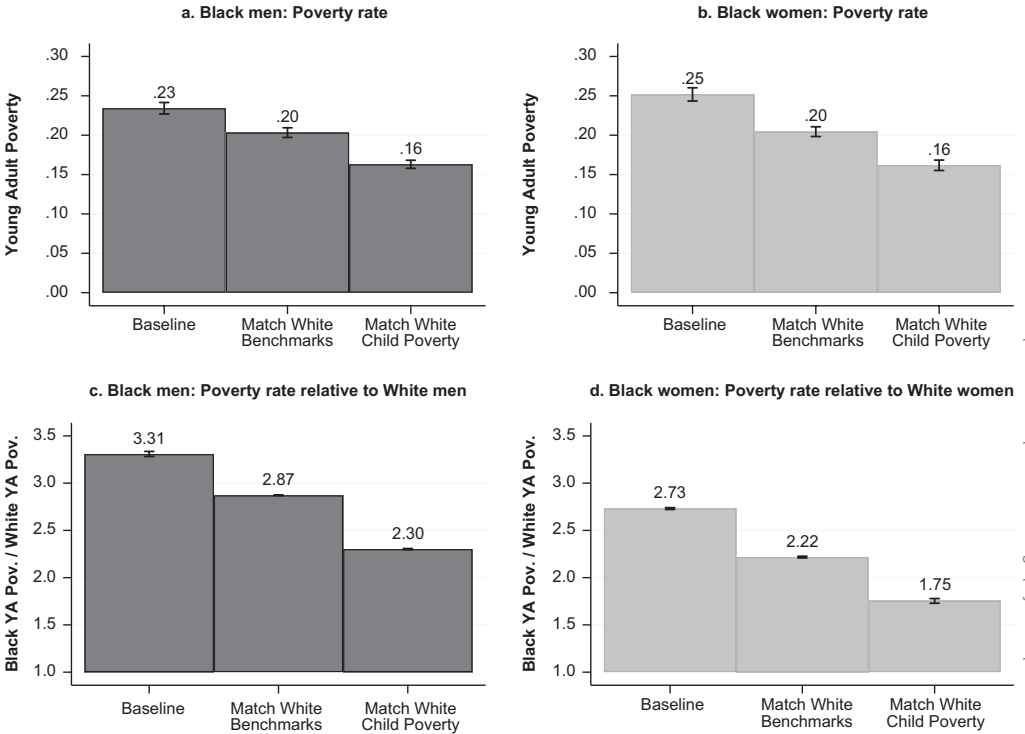 a. Black men: Poverty rate
Young Adult Poverty
.30
.25
.20
.15
.10
.05
.00
.23
.20
.16
Baseline
Match White
Benchmarks
Match White
Child Poverty
b. Black women: Poverty rate
Young Adult Poverty
.30
.25
.20
.15
.10
.05
.00
.25
.20
.16
Baseline
Match White
Benchmarks
Match White
Child Poverty
c. Black men: Poverty rate relative to White men
Black YA Pov. / White YA Pov.
3.5
3.0
2.5
2.0
1.5
1.0
3.31
2.87
2.30
Baseline
Match White
Benchmarks
Match White
Child Poverty
d. Black women: Poverty rate relative to White women
Black YA Pov. / White YA Pov.
3.5
3.0
2.5
2.0
1.5
1.0
2.73
2.22
1.75
Baseline
Match White
Benchmarks
Match White
Child Poverty